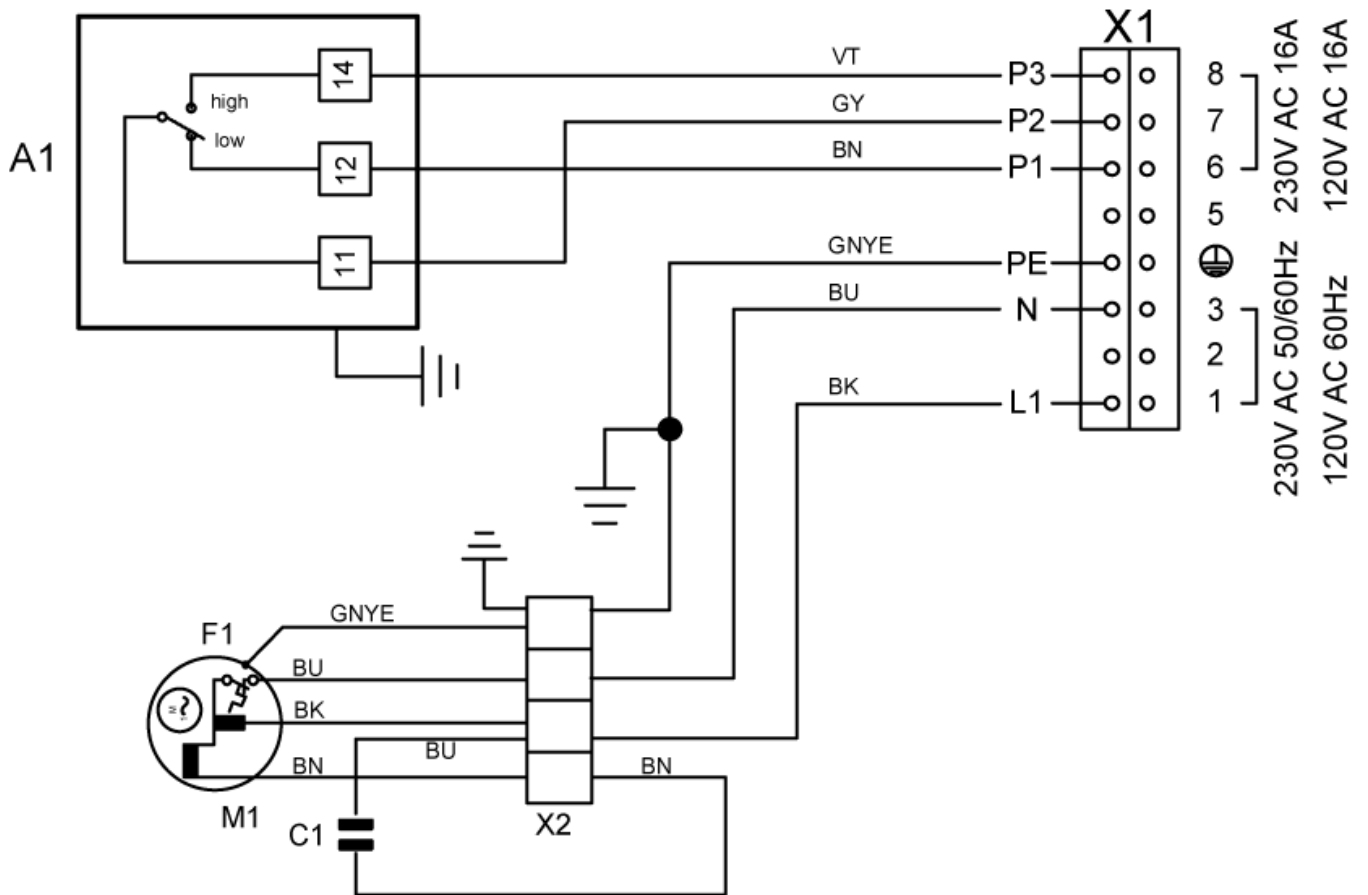 X1
A1
14
high
low
12
11
VT
P3
8
GY
P2
7
BN
P1
6
5
GNYE
PE
BU
N
3
2
BK
L1
1
230V AC 16A
120V AC 16A
230V AC 50/60Hz
120V AC 60Hz
F1
GNYE
BU
M
BK
BU
BN
BN
M1
C1
X2